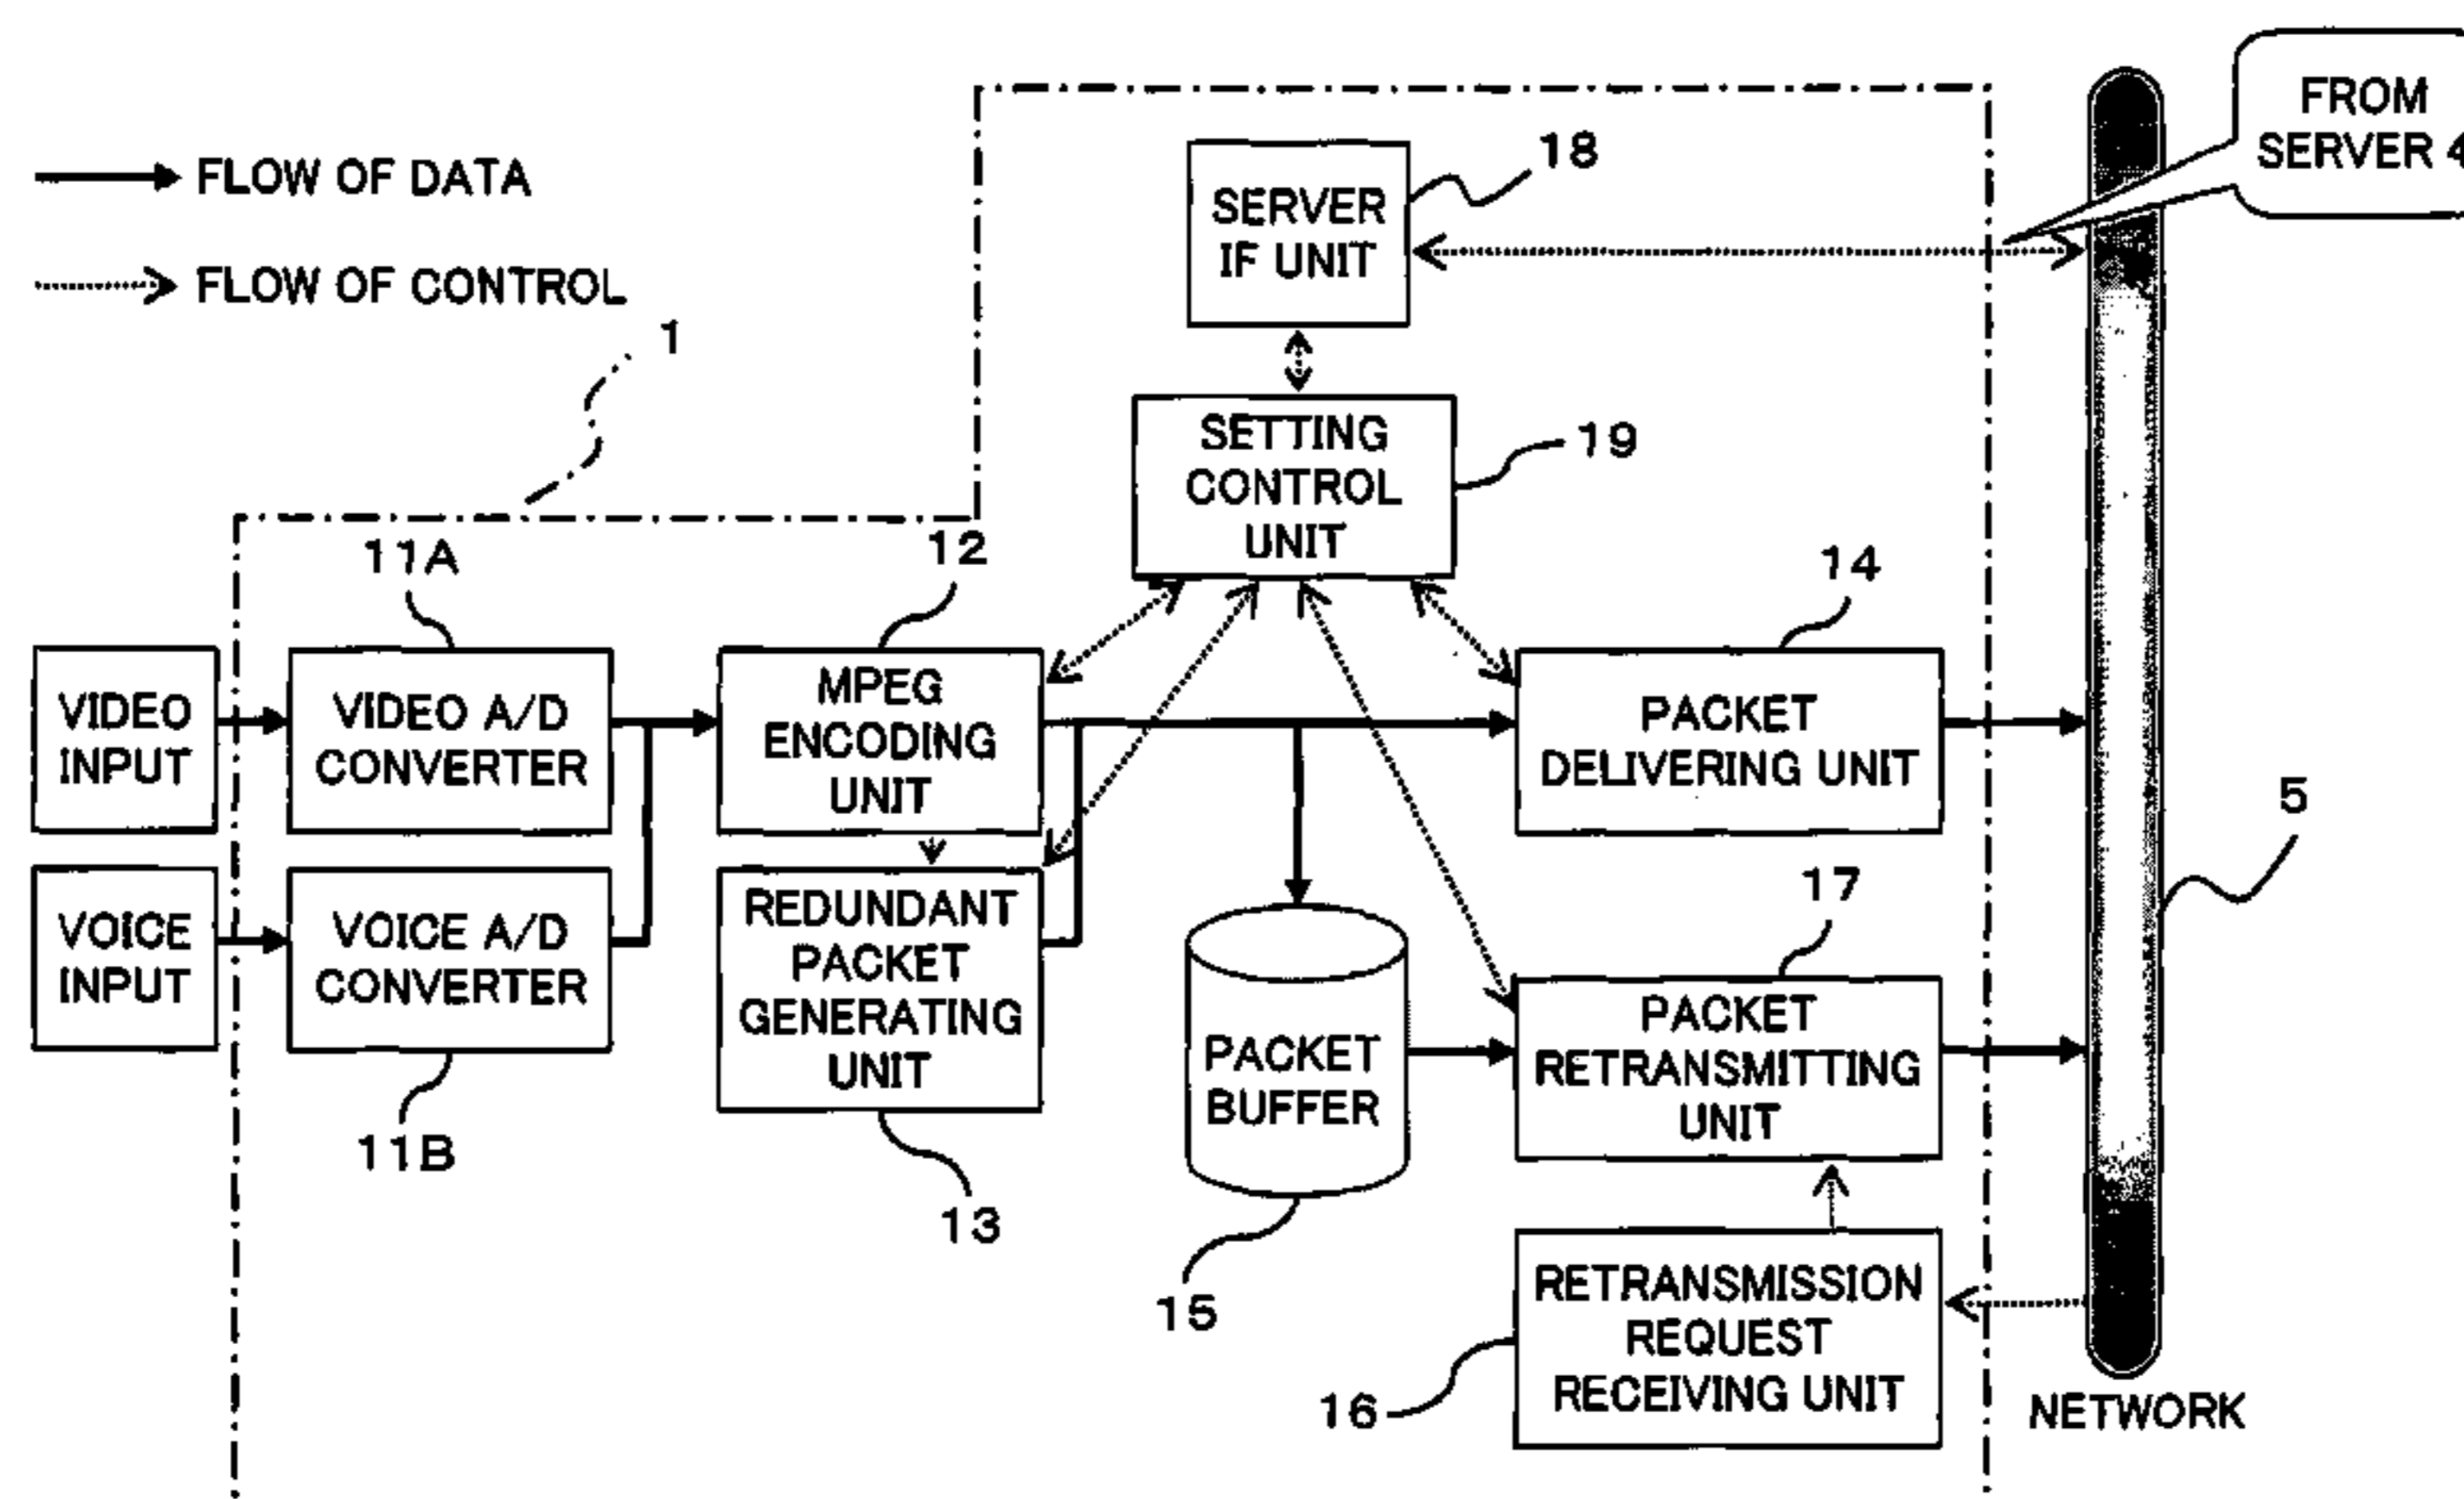 FROM
SERVER 4
FLOW OF DATA
FLOW OF CONTROL
18
SERVER
IF UNIT
1
SETTING
CONTROL
UNIT
19
11A
12
14
VIDEO
INPUT
VIDEO A/D
CONVERTER
MPEG
ENCODING
UNIT
PACKET
DELIVERING UNIT
5
VOICE
INPUT
VOICE A/D
CONVERTER
REDUNDANT
PACKET
GENERATING
UNIT
17
PACKET
BUFFER
PACKET
RETRANSMITTING
UNIT
11B
13
15
RETRANSMISSION
REQUEST
RECEIVING UNIT
16
NETWORK